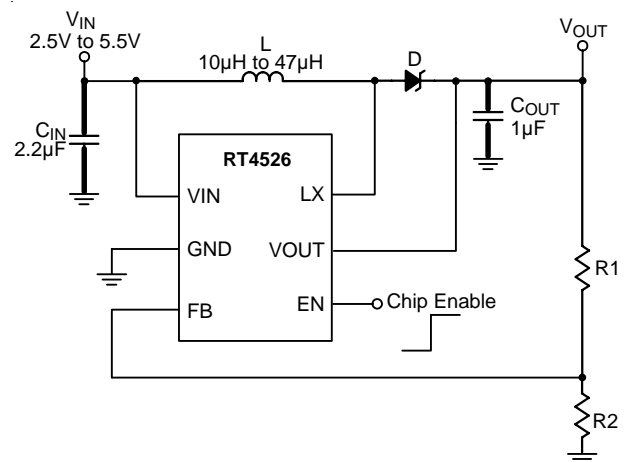 VIN
2.5V to 5.5V
L
10µH to 47µH
D
VOUT
CIN
2.2µF
COUT
1µF
RT4526
VIN
LX
GND
VOUT
FB
EN
Chip Enable
R1
R2